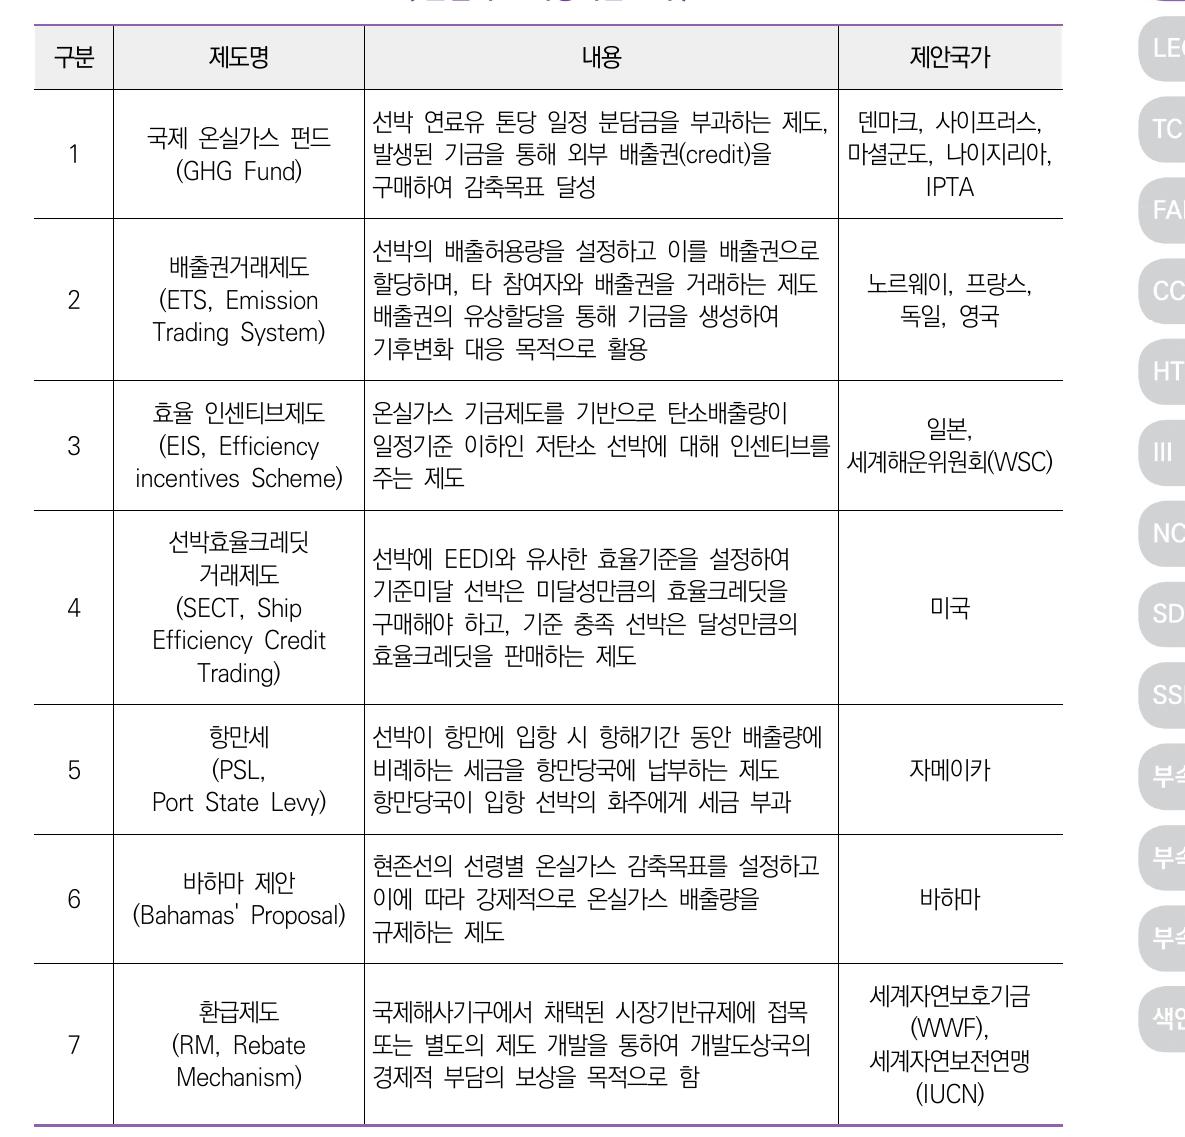 구분 제도명 내용 제안국가
1
국제 온실가스 펀드
(GHG Fund)
선박 연료유 톤당 일정 분담금을 부과하는 제도,
발생된 기금을 통해 외부 배출권(credit)을
구매하여 감축목표 달성
덴마크, 사이프러스,
마셜군도, 나이지리아,
IPTA
2
배출권거래제도
(ETS, Emission
Trading System)
선박의 배출허용량을 설정하고 이를 배출권으로
할당하며, 타 참여자와 배출권을 거래하는 제도
배출권의 유상할당을 통해 기금을 생성하여
기후변화 대응 목적으로 활용
노르웨이, 프랑스,
독일, 영국
3
효율 인센티브제도
(EIS, Efficiency
incentives Scheme)
온실가스 기금제도를 기반으로 탄소배출량이
일정기준 이하인 저탄소 선박에 대해 인센티브를
주는 제도
일본,
세계해운위원회(WSC)
4
선박효율크레딧
거래제도
(SECT, Ship
Efficiency Credit
Trading)
선박에 EEDI와 유사한 효율기준을 설정하여
기준미달 선박은 미달성만큼의 효율크레딧을
구매해야 하고, 기준 충족 선박은 달성만큼의
효율크레딧을 판매하는 제도
미국
5
항만세
(PSL,
Port State Levy)
선박이 항만에 입항 시 항해기간 동안 배출량에
비례하는 세금을 항만당국에 납부하는 제도
항만당국이 입항 선박의 화주에게 세금 부과
자메이카
6
바하마 제안
(Bahamas' Proposal)
현존선의 선령별 온실가스 감축목표를 설정하고
이에 따라 강제적으로 온실가스 배출량을
규제하는 제도
바하마
7
환급제도
(RM, Rebate
Mechanism)
국제해사기구에서 채택된 시장기반규제에 접목
또는 별도의 제도 개발을 통하여 개발도상국의
경제적 부담의 보상을 목적으로 함
세계자연보호기금
(WWF),
세계자연보전연맹
(IUCN)
TC
III